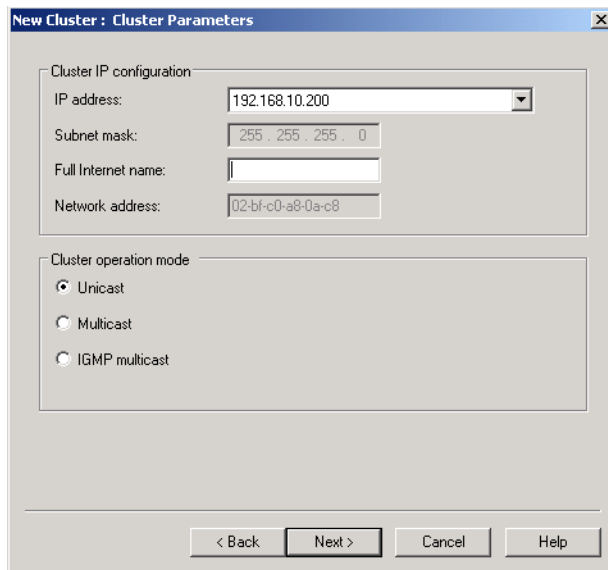 New Cluster : Cluster Parameters
Cluster IP configuration
IP address: 192.168.10.200
Subnet mask: 255 . 255 . 255 . 0
Full Internet name:
Network address: 02-bf-c0-a8-0a-c8
Cluster operation mode
Unicast
Multicast
IGMP multicast
< Back Next > Cancel Help